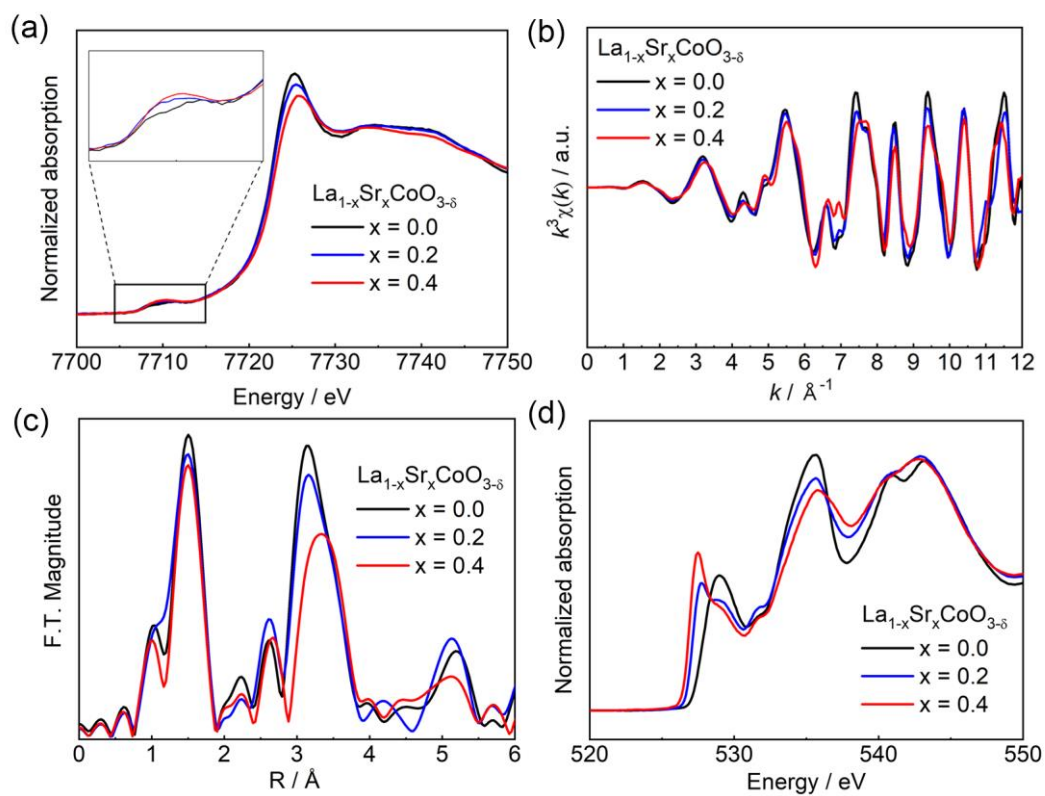 (a)
Normalized absorption
La1-xSrxCoO3-δ
x = 0.0
x = 0.2
x = 0.4
7700 7710 7720 7730 7740 7750
Energy / eV
(b)
La1-xSrxCoO3-δ
x = 0.0
x = 0.2
x = 0.4
k³χ(k) / a.u.
0 1 2 3 4 5 6 7 8 9 10 11 12
k / Å⁻¹
(c)
La1-xSrxCoO3-δ
x = 0.0
x = 0.2
x = 0.4
F.T. Magnitude
0 1 2 3 4 5 6
R / Å
(d)
Normalized absorption
La1-xSrxCoO3-δ
x = 0.0
x = 0.2
x = 0.4
520 530 540 550
Energy / eV